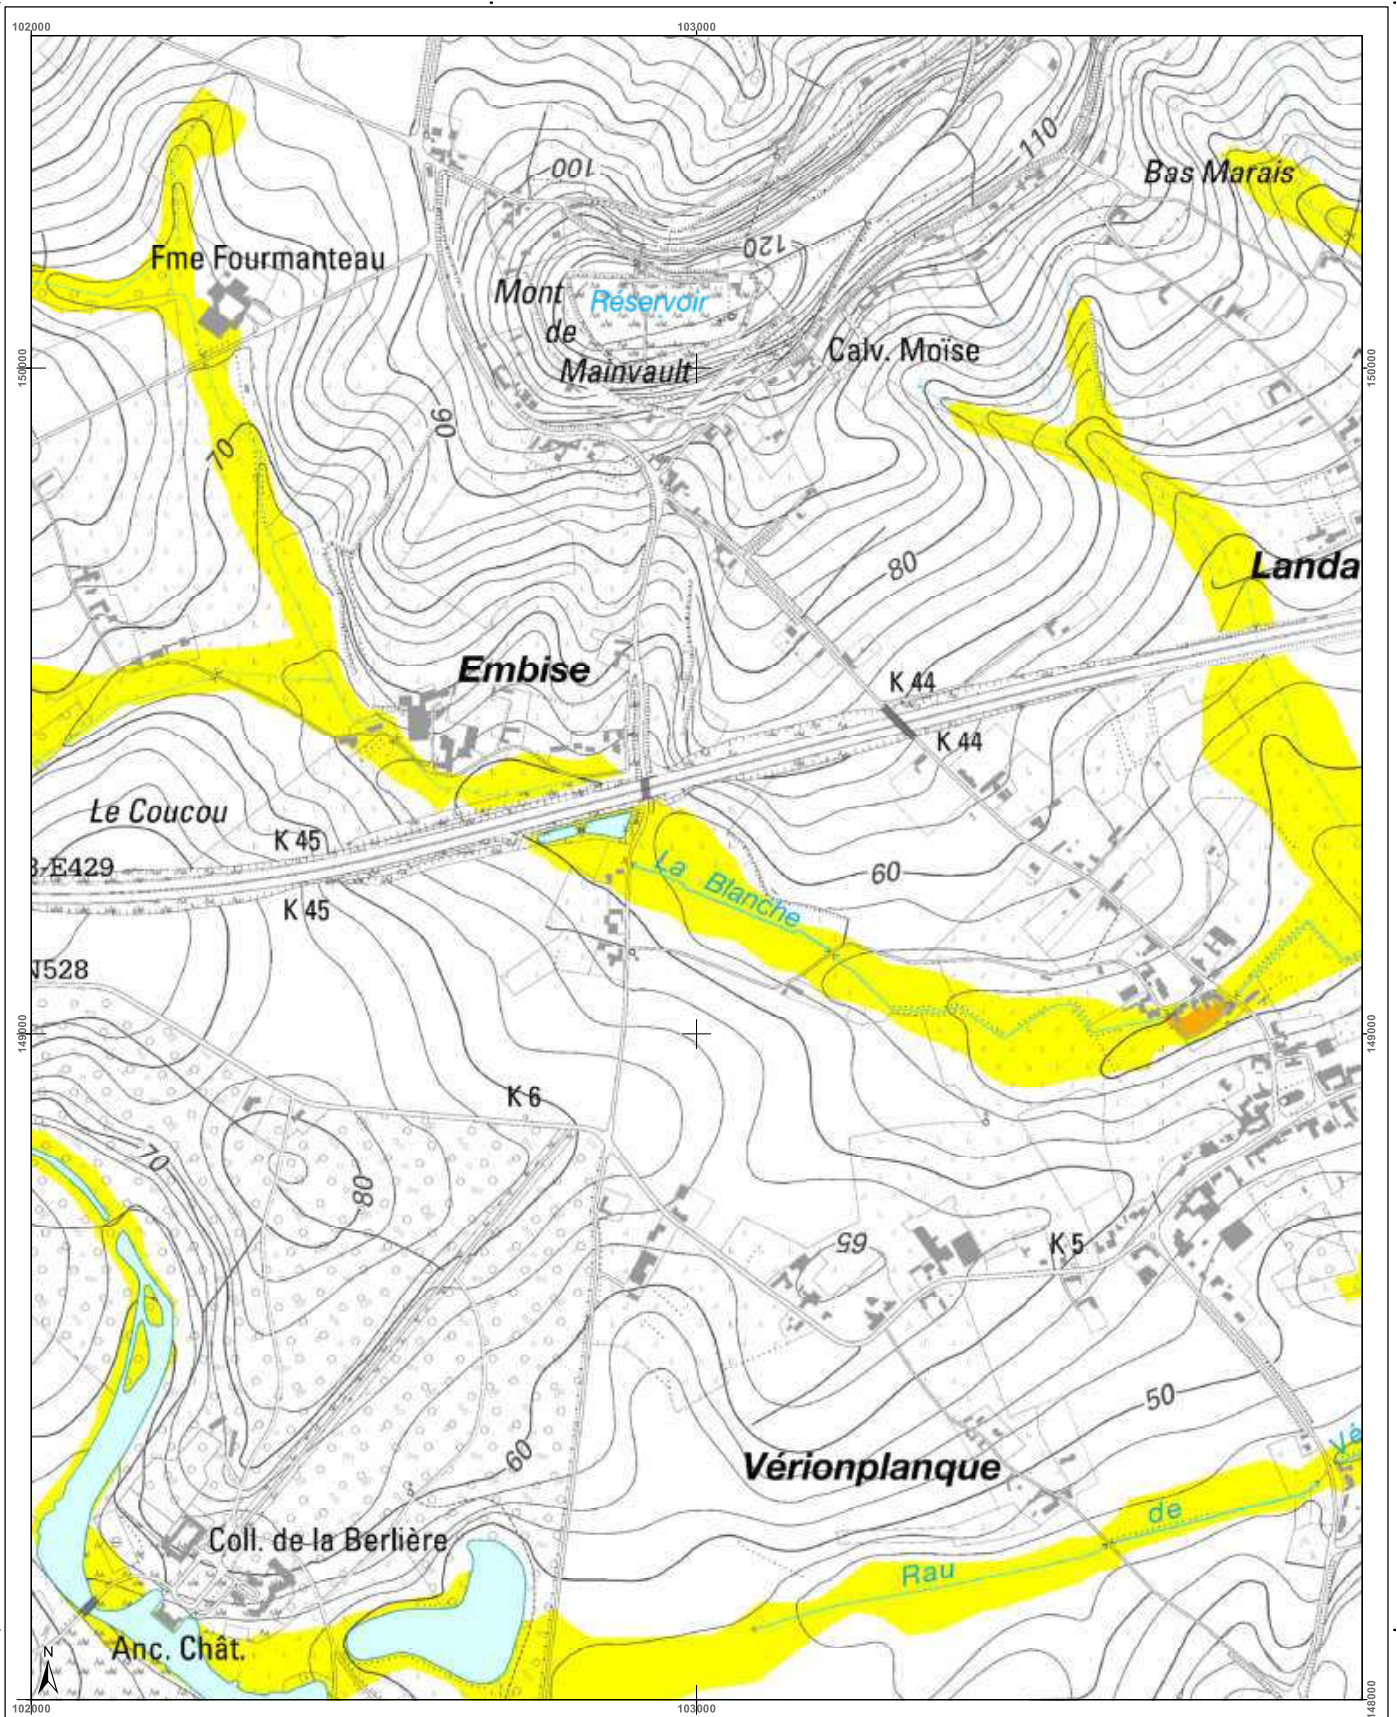 102000
103000
110
100
Bas Marais
Fme Fourmanteau
120
Mont
Réservoir
de
Calv. Moïse
150000
Mainvault
150000
90
70
80
Landa
Embise
K 44
K 44
Le Coucou
K 45
/E429
K 45
60
La Blanche
N528
149000
149000
K 6
70
80
65
K 5
50
60
Vérionplanque
Vé
de
Coll. de la Berlière
Rau
Anc. Chât.
N
102000
103000
148000